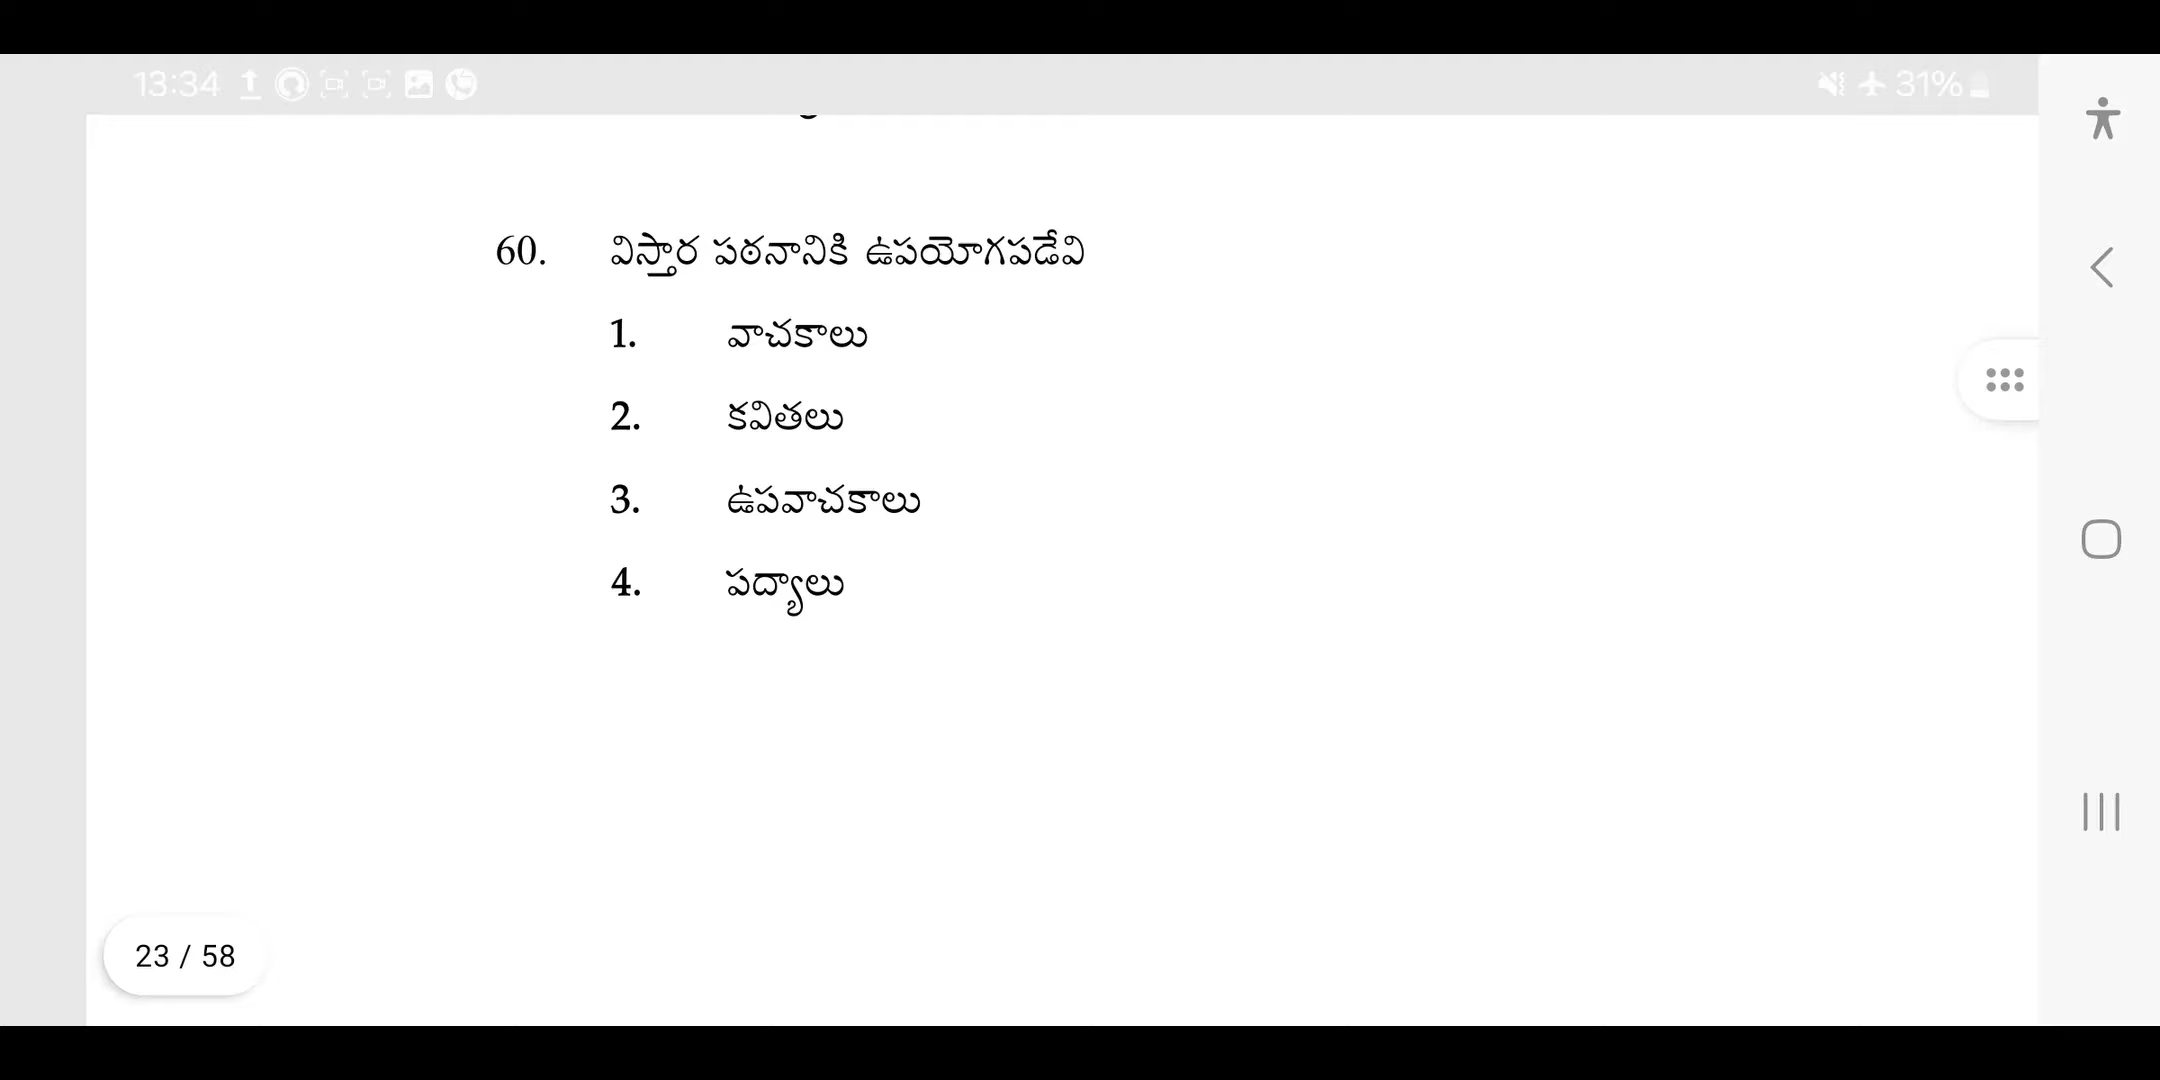 13:34 31%
60. విస్తార పఠనానికి ఉపయోగపడేవి
1. వాచకాలు
2. కవితలు
3. ఉపవాచకాలు
4. పద్యాలు
23 / 58